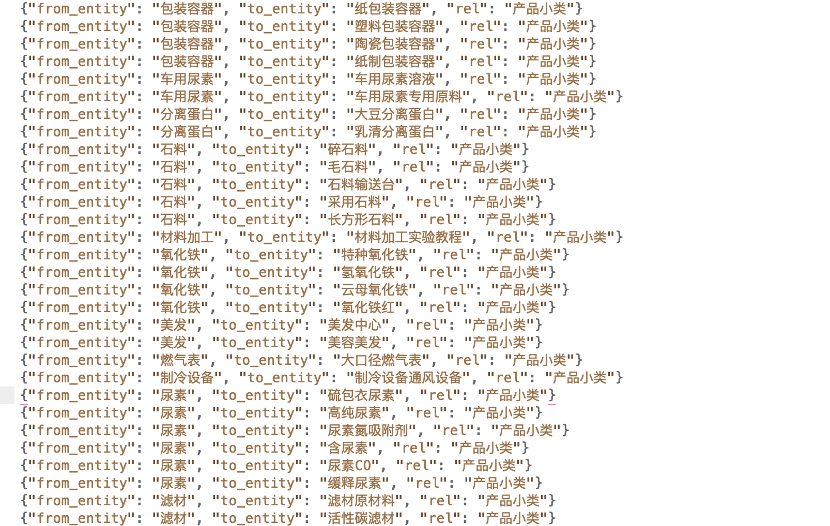 {"from_entity": "包装容器", "to_entity": "纸包装容器", "rel": "产品小类"}
{"from_entity": "包装容器", "to_entity": "塑料包装容器", "rel": "产品小类"}
{"from_entity": "包装容器", "to_entity": "陶瓷包装容器", "rel": "产品小类"}
{"from_entity": "包装容器", "to_entity": "纸制包装容器", "rel": "产品小类"}
{"from_entity": "车用尿素", "to_entity": "车用尿素溶液", "rel": "产品小类"}
{"from_entity": "车用尿素", "to_entity": "车用尿素专用原料", "rel": "产品小类"}
{"from_entity": "分离蛋白", "to_entity": "大豆分离蛋白", "rel": "产品小类"}
{"from_entity": "分离蛋白", "to_entity": "乳清分离蛋白", "rel": "产品小类"}
{"from_entity": "石料", "to_entity": "碎石料", "rel": "产品小类"}
{"from_entity": "石料", "to_entity": "毛石料", "rel": "产品小类"}
{"from_entity": "石料", "to_entity": "石料输送台", "rel": "产品小类"}
{"from_entity": "石料", "to_entity": "采用石料", "rel": "产品小类"}
{"from_entity": "石料", "to_entity": "长方形石料", "rel": "产品小类"}
{"from_entity": "材料加工", "to_entity": "材料加工实验教程", "rel": "产品小类"}
{"from_entity": "氧化铁", "to_entity": "特种氧化铁", "rel": "产品小类"}
{"from_entity": "氧化铁", "to_entity": "氢氧化铁", "rel": "产品小类"}
{"from_entity": "氧化铁", "to_entity": "云母氧化铁", "rel": "产品小类"}
{"from_entity": "氧化铁", "to_entity": "氧化铁红", "rel": "产品小类"}
{"from_entity": "美发", "to_entity": "美发中心", "rel": "产品小类"}
{"from_entity": "美发", "to_entity": "美容美发", "rel": "产品小类"}
{"from_entity": "燃气表", "to_entity": "大口径燃气表", "rel": "产品小类"}
{"from_entity": "制冷设备", "to_entity": "制冷设备通风设备", "rel": "产品小类"}
{"from_entity": "尿素", "to_entity": "硫包衣尿素", "rel": "产品小类"}
{"from_entity": "尿素", "to_entity": "高纯尿素", "rel": "产品小类"}
{"from_entity": "尿素", "to_entity": "尿素氮吸附剂", "rel": "产品小类"}
{"from_entity": "尿素", "to_entity": "含尿素", "rel": "产品小类"}
{"from_entity": "尿素", "to_entity": "尿素CO", "rel": "产品小类"}
{"from_entity": "尿素", "to_entity": "缓释尿素", "rel": "产品小类"}
{"from_entity": "滤材", "to_entity": "滤材原材料", "rel": "产品小类"}
{"from_entity": "滤材", "to_entity": "活性碳滤材", "rel": "产品小类"}